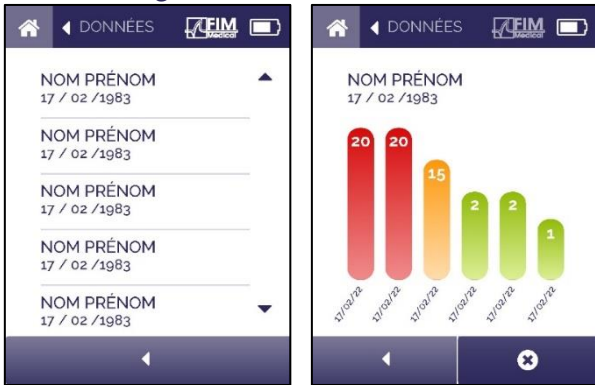 DONNÉES
FIM
Medical
NOM PRÉNOM
17 / 02 /1983
NOM PRÉNOM
17 / 02 /1983
NOM PRÉNOM
17 / 02 /1983
NOM PRÉNOM
17 / 02 /1983
NOM PRÉNOM
17 / 02 /1983
DONNÉES
FIM
Medical
NOM PRÉNOM
17 / 02 /1983
20 20 15 2 2 1
17/02/22 17/02/22 17/02/22 17/02/22 17/02/22 17/02/22